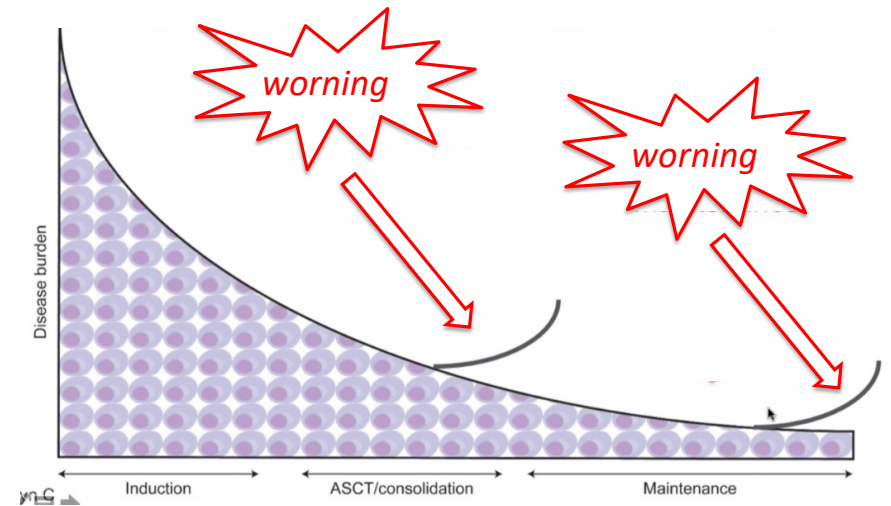 worning
worning
Disease burden
Induction
ASCT/consolidation
Maintenance